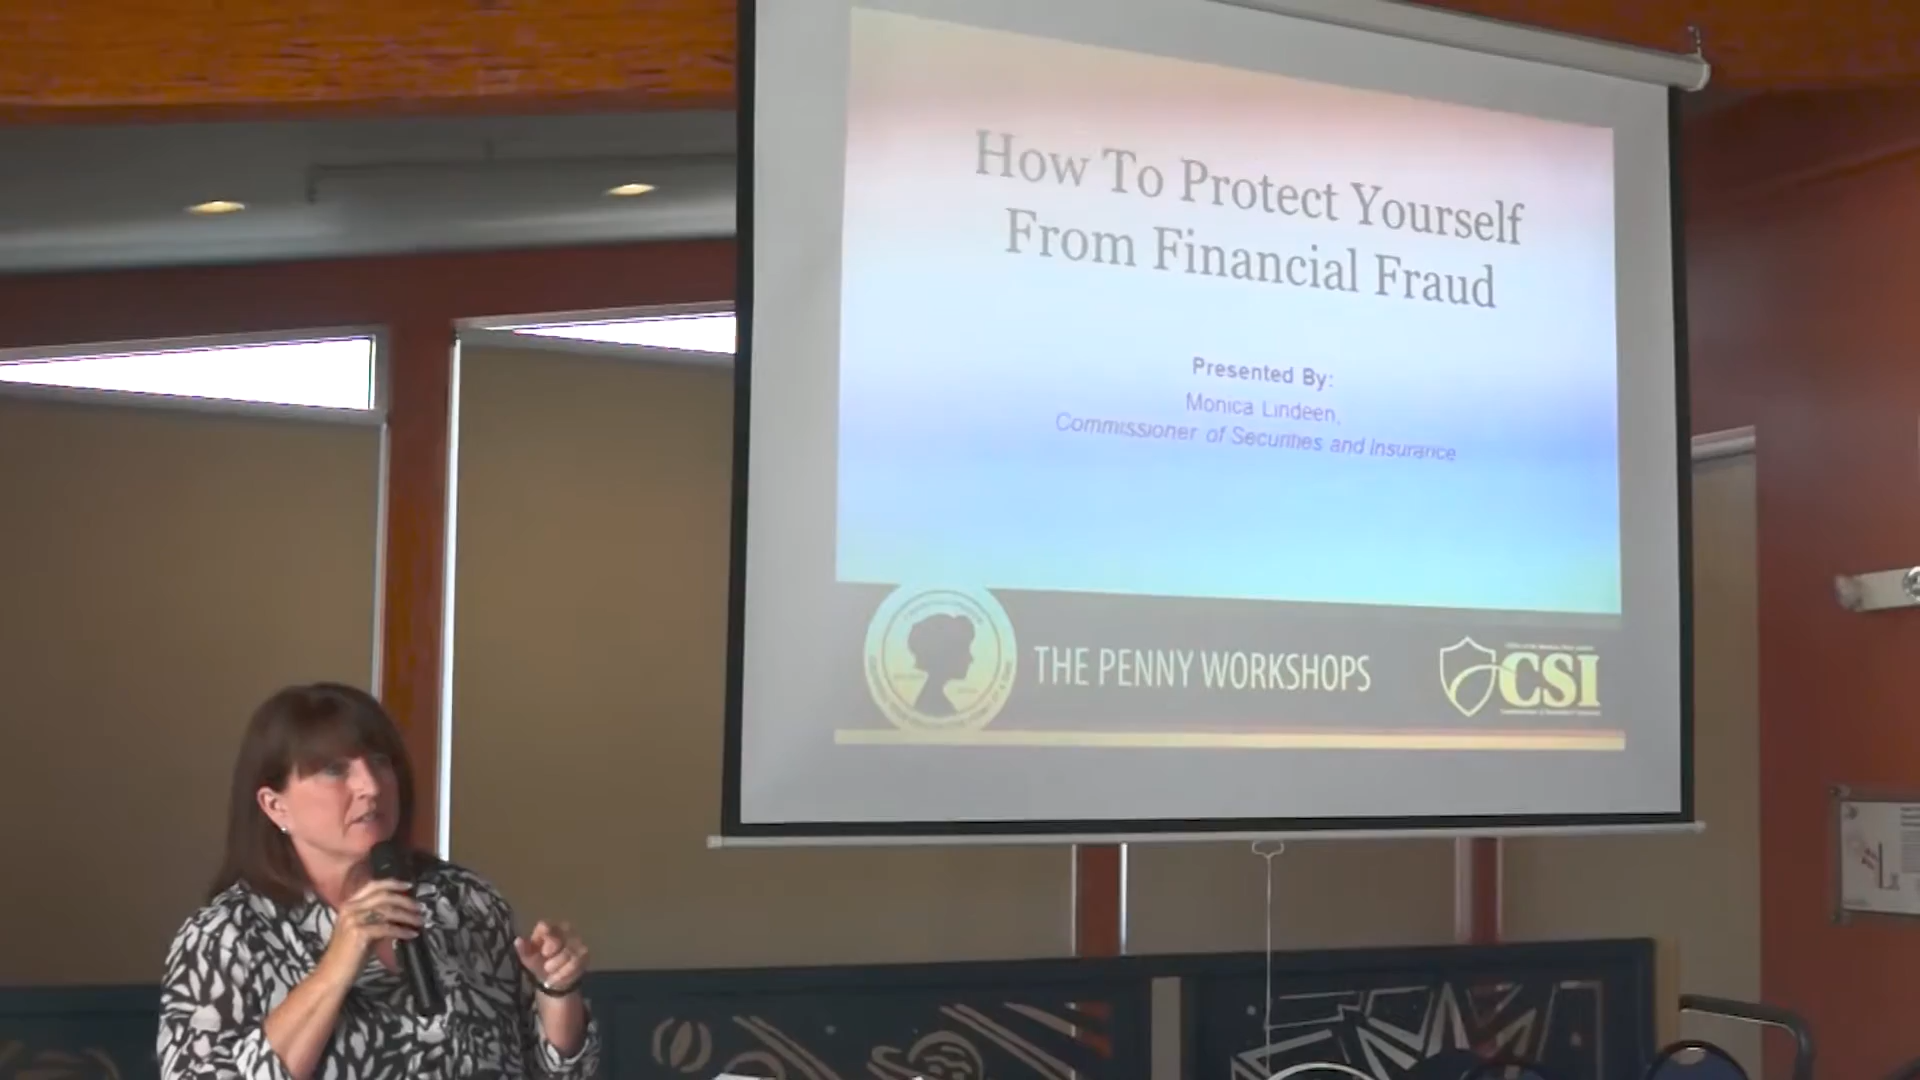 How To Protect Yourself
From Financial Fraud
Presented By:
Monica Lindeen,
Commissioner of Securities and Insurance
THE PENNY WORKSHOPS
CSI